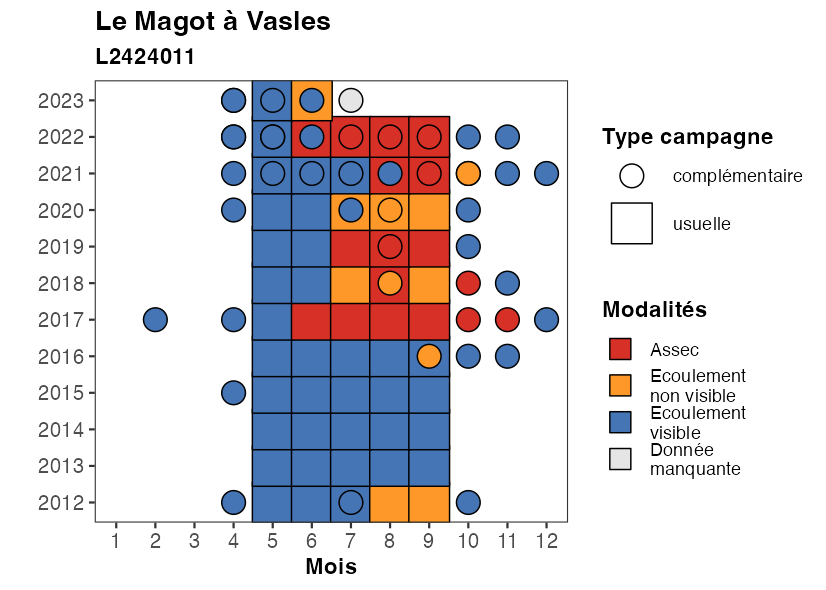 Le Magot à Vasles
L2424011
2023
2022
2021
2020
2019
2018
2017
2016
2015
2014
2013
2012
1 2 3 4 5 6 7 8 9 10 11 12
Mois
Type campagne
complémentaire
usuelle
Modalités
Assec
Ecoulement
non visible
Ecoulement
visible
Donnée
manquante